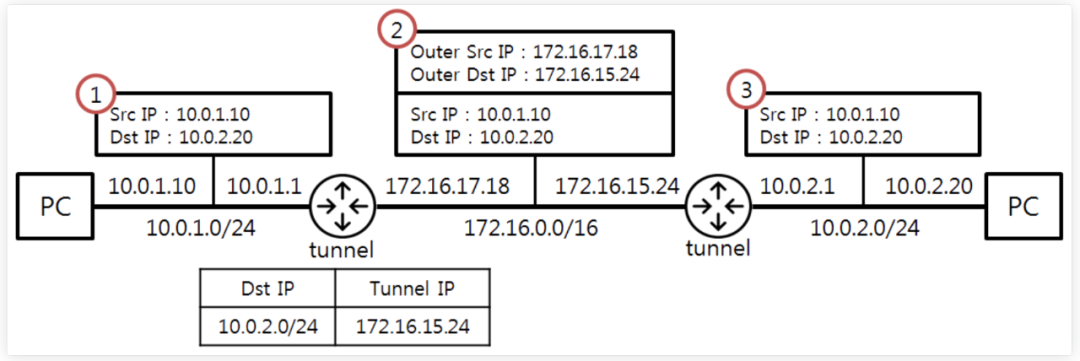 2
Outer Src IP : 172.16.17.18
Outer Dst IP : 172.16.15.24
Src IP : 10.0.1.10
Dst IP : 10.0.2.20
1
Src IP : 10.0.1.10
Dst IP : 10.0.2.20
3
Src IP : 10.0.1.10
Dst IP : 10.0.2.20
PC
10.0.1.10
10.0.1.1
10.0.1.0/24
tunnel
172.16.17.18
172.16.15.24
172.16.0.0/16
tunnel
10.0.2.1
10.0.2.20
10.0.2.0/24
PC
Dst IP Tunnel IP
10.0.2.0/24 172.16.15.24